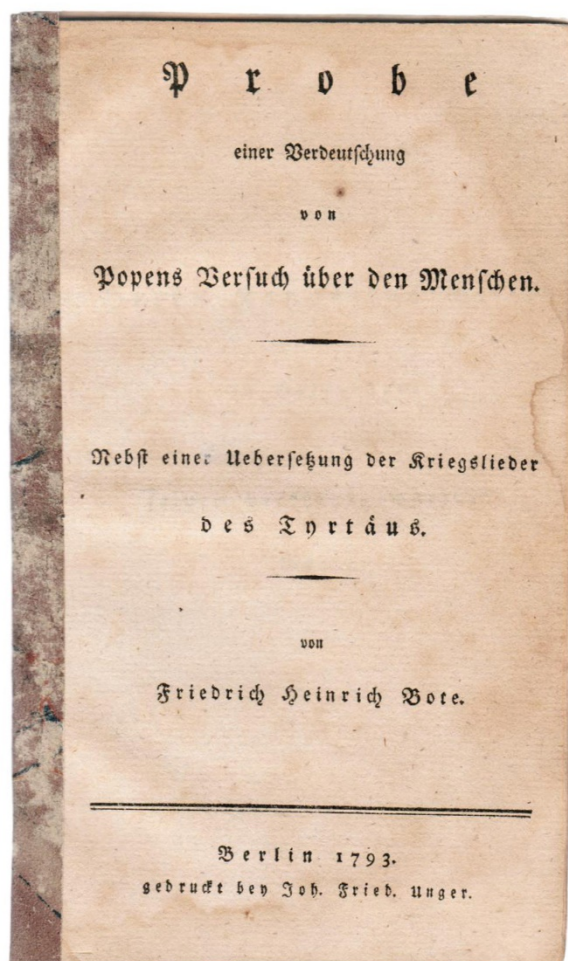 Probe
einer Verdeutschung
von
Popens Versuch über den Menschen.
Nebst einer Uebersetzung der Kriegslieder
des Tyrtäus.
von
Friedrich Heinrich Bote.
Berlin 1793.
gedruckt bey Joh. Fried. Unger.